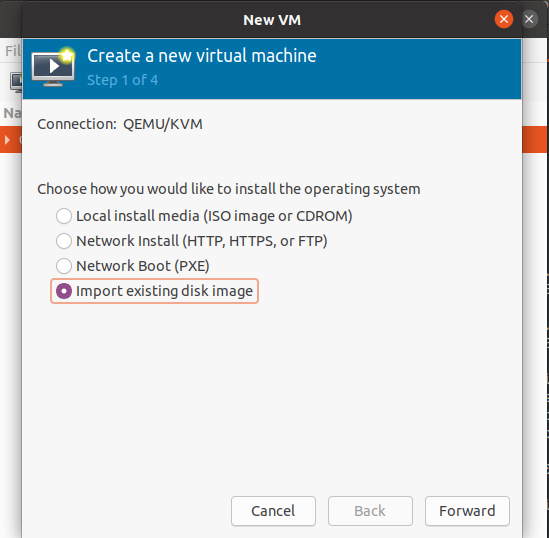 New VM
Fil
Create a new virtual machine
Step 1 of 4
Na
Connection: QEMU/KVM
Choose how you would like to install the operating system
Local install media (ISO image or CDROM)
Network Install (HTTP, HTTPS, or FTP)
Network Boot (PXE)
Import existing disk image
Cancel
Back
Forward